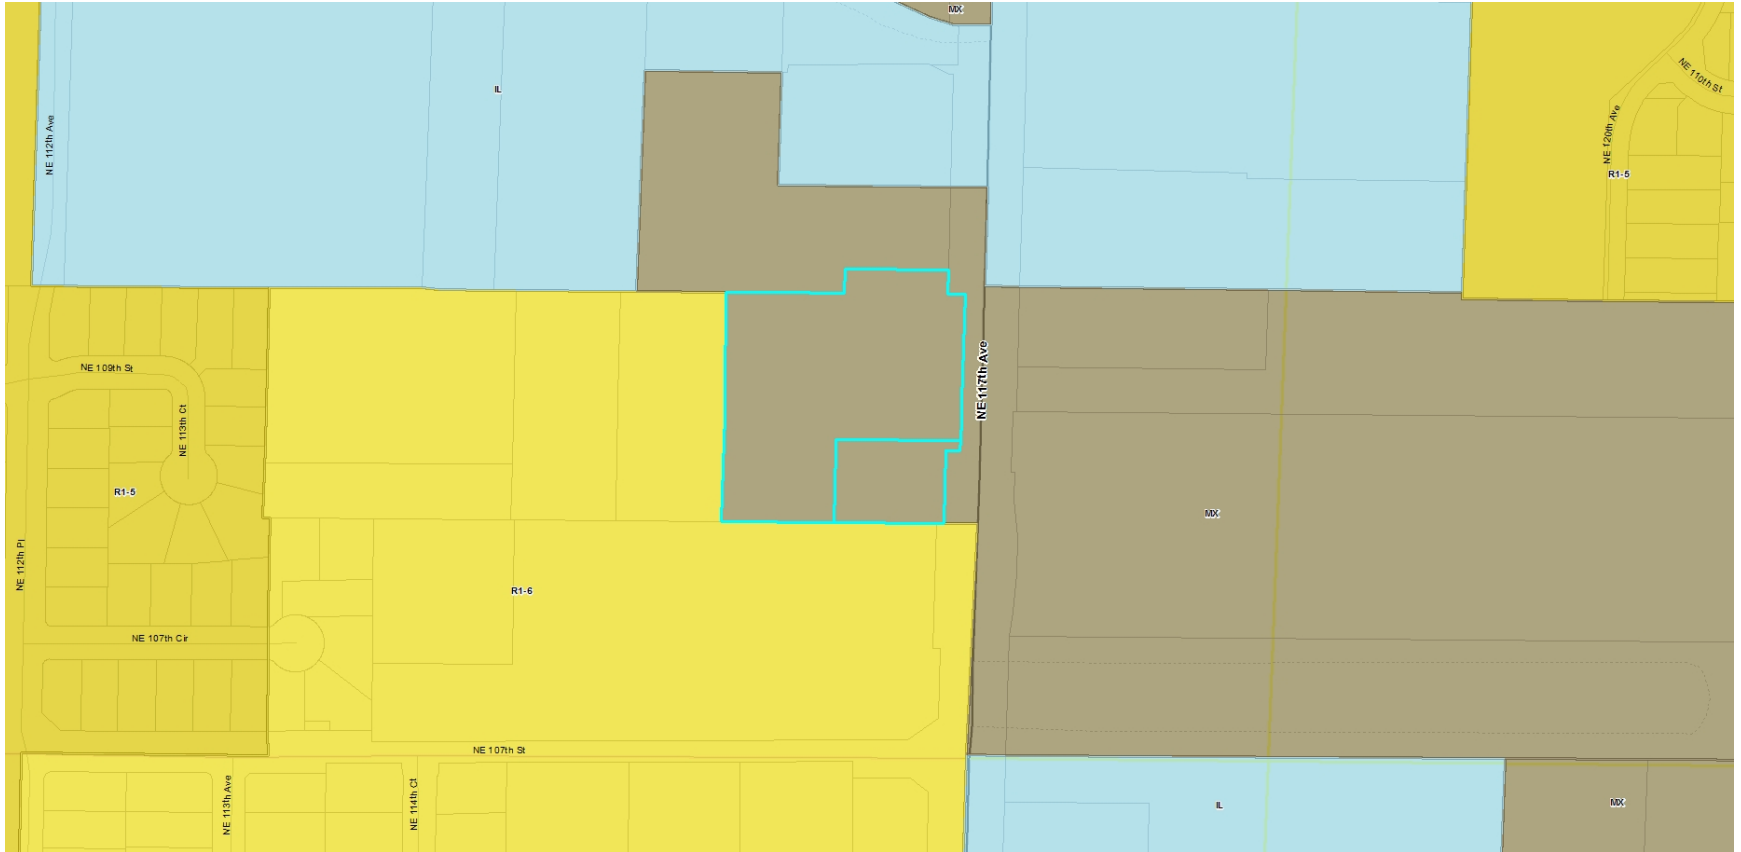 MX
IL
NE 110th St
NE 112th Ave
NE 120th Ave
R1-5
NE 117th Ave
NE 109th St
NE 113th Ct
R1-5
MX
NE 112th Pl
R1-6
NE 107th Cir
NE 107th St
NE 113th Ave
NE 114th Ct
IL
MX